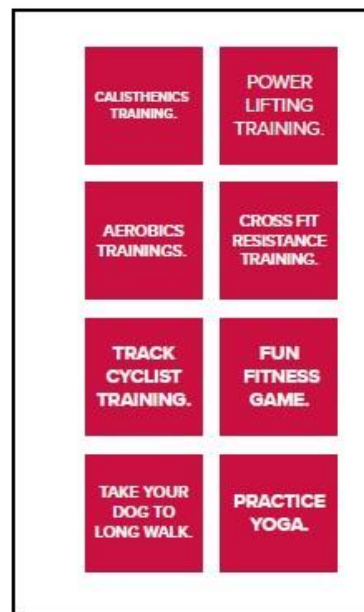 CALISTHENICS
TRAINING.
POWER
LIFTING
TRAINING.
AEROBICS
TRAININGS.
CROSS FIT
RESISTANCE
TRAINING.
TRACK
CYCLIST
TRAINING.
FUN
FITNESS
GAME.
TAKE YOUR
DOG TO
LONG WALK.
PRACTICE
YOGA.